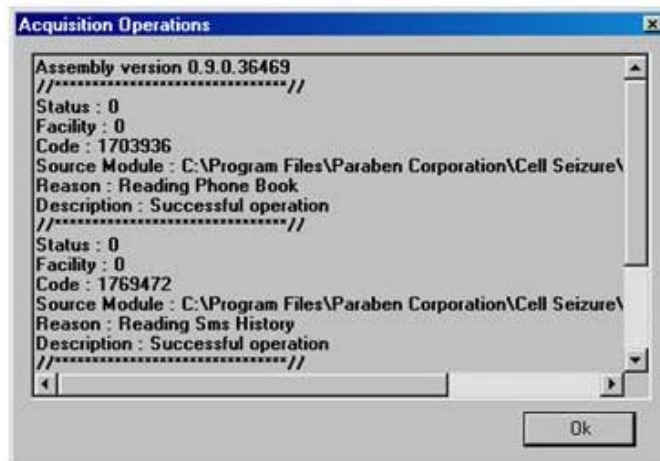 Acquisition Operations
Assembly version 0.9.0.36469
//********************************//
Status : 0
Facility : 0
Code : 1703936
Source Module : C:\Program Files\Paraben Corporation\Cell Seizure\
Reason : Reading Phone Book
Description : Successful operation
//********************************//
Status : 0
Facility : 0
Code : 1769472
Source Module : C:\Program Files\Paraben Corporation\Cell Seizure\
Reason : Reading Sms History
Description : Successful operation
//********************************//
Ok